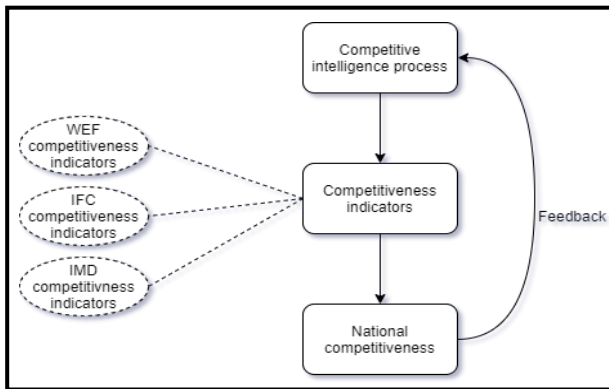 Competitive
intelligence process
WEF
competitiveness
indicators
IFC
competitiveness
indicators
IMD
competitivness
indicators
Competitiveness
indicators
Feedback
National
competitiveness